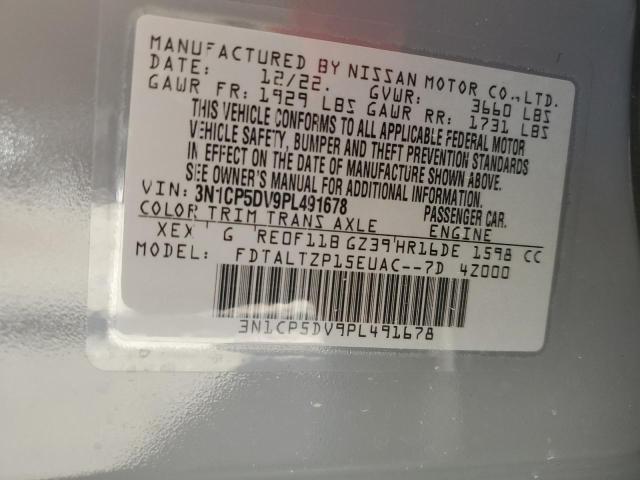 MANUFACTURED BY NISSAN MOTOR CO.,LTD.
DATE: 12/22. GVWR: 3660 LBS
GAWR FR: 1929 LBS GAWR RR: 1731 LBS
THIS VEHICLE CONFORMS TO ALL APPLICABLE FEDERAL MOTOR
VEHICLE SAFETY, BUMPER AND THEFT PREVENTION STANDARDS
IN EFFECT ON THE DATE OF MANUFACTURE SHOWN ABOVE.
SEE OWNER'S MANUAL FOR ADDITIONAL INFORMATION.
VIN: 3N1CP5DV9PL491678 PASSENGER CAR.
COLOR TRIM TRANS AXLE ENGINE
XEX G RE0F11B GZ39 HR16DE 1598 CC
MODEL: FDTALTZP15EUAC--7D 4Z000
3N1CP5DV9PL491678